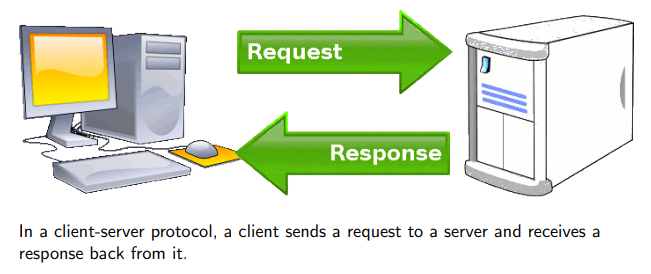 Request
Response
In a client-server protocol, a client sends a request to a server and receives a
response back from it.